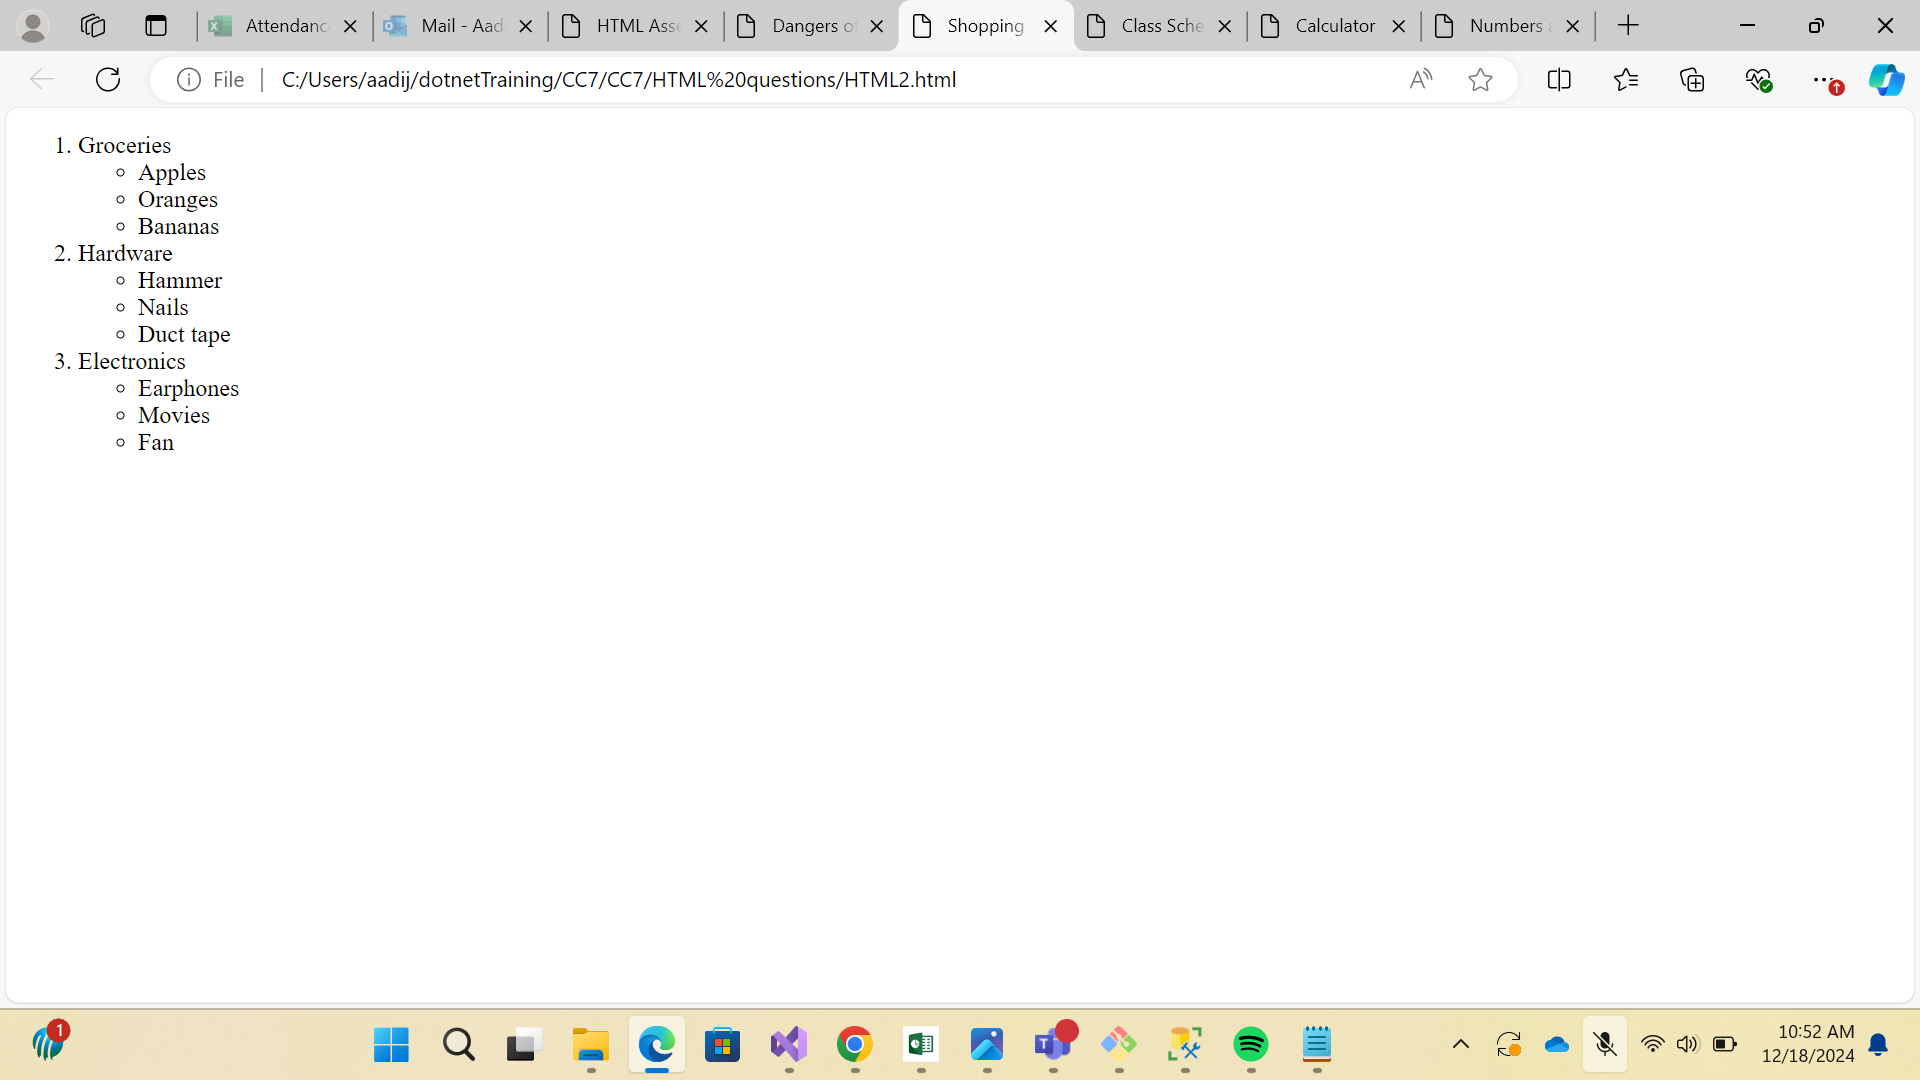 Attendanc
Mail - Aad
HTML Asse
Dangers of
Shopping
Class Sche
Calculator
Numbers a
File
C:/Users/aadij/dotnetTraining/CC7/CC7/HTML%20questions/HTML2.html
1. Groceries
Apples
Oranges
Bananas
2. Hardware
Hammer
Nails
Duct tape
3. Electronics
Earphones
Movies
Fan
1
10:52 AM
12/18/2024